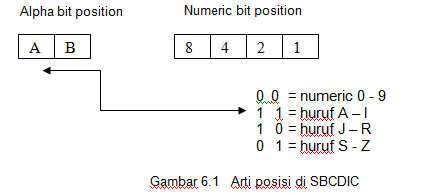 Alpha bit position Numeric bit position
A B 8 4 2 1
0 0 = numeric 0 - 9
1 1 = huruf A – I
1 0 = huruf J – R
0 1 = huruf S - Z
Gambar 6.1 Arti posisi di SBCDIC